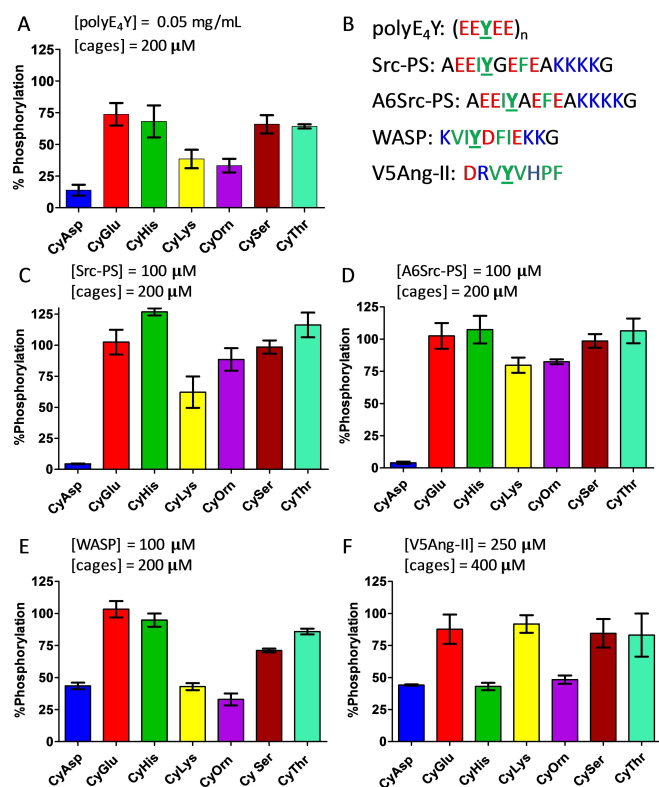 A
[polyE₄Y] = 0.05 mg/mL
[cages] = 200 μM
% Phosphorylation
125
100
75
50
25
0
CyAsp
CyGlu
CyHis
CyLys
CyOrn
CySer
CyThr
B
polyE₄Y: (EEYEE)ₙ
Src-PS: AEEIYGEFEAKKKKG
A6Src-PS: AEEIYAEFEAKKKKG
WASP: KVIYDFIEKKG
V5Ang-II: DRVYVHPF
C
[Src-PS] = 100 μM
[cages] = 200 μM
%Phosphorylation
125
100
75
50
25
0
CyAsp
CyGlu
CyHis
CyLys
CyOrn
CySer
CyThr
D
[A6Src-PS] = 100 μM
[cages] = 200 μM
%Phosphorylation
125
100
75
50
25
0
CyAsp
CyGlu
CyHis
CyLys
CyOrn
CySer
CyThr
E
[WASP] = 100 μM
[cages] = 200 μM
%Phosphorylation
125
100
75
50
25
0
CyAsp
CyGlu
CyHis
CyLys
CyOrn
Cy Ser
CyThr
F
[V5Ang-II] = 250 μM
[cages] = 400 μM
%Phosphorylation
125
100
75
50
25
0
CyAsp
CyGlu
CyHis
CyLys
CyOrn
CySer
CyThr